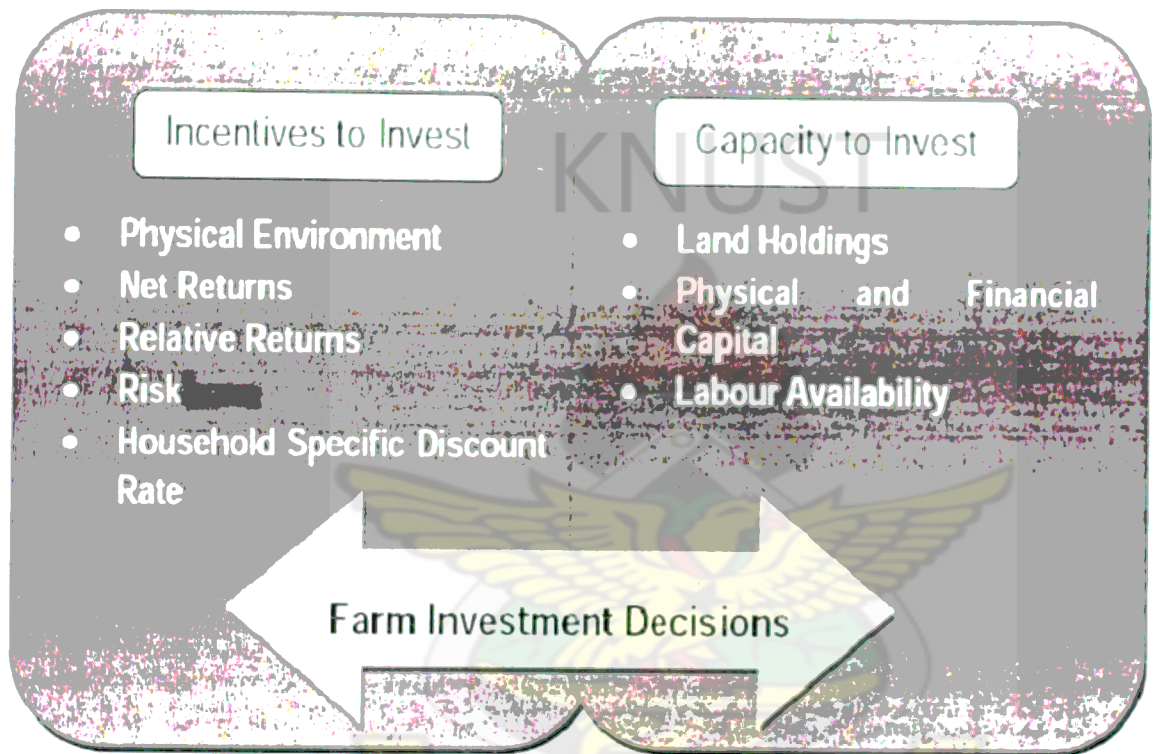 KNUST
Incentives to Invest
• Physical Environment
• Net Returns
• Relative Returns
• Risk
• Household Specific Discount
Rate
Capacity to Invest
• Land Holdings
• Physical and Financial
Capital
• Labour Availability
Farm Investment Decisions